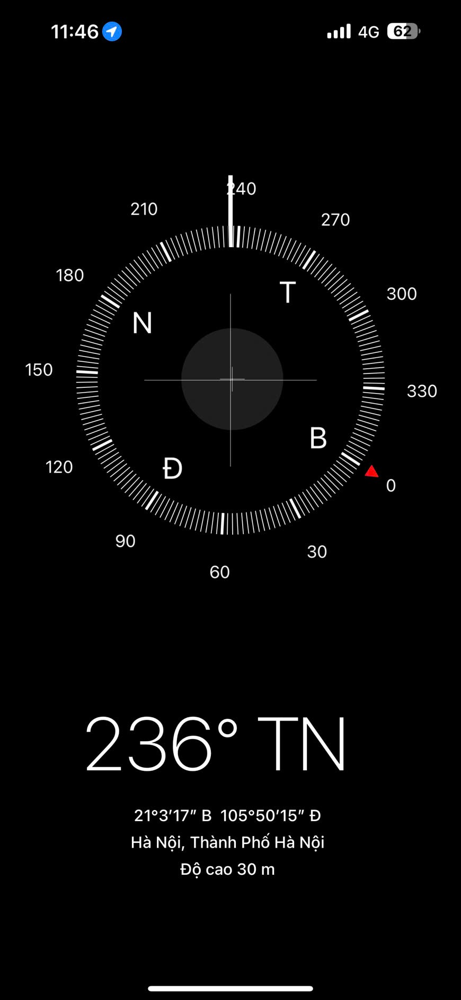 11:46 4G 62
240
210 270
180 300
T
N
150 330
B
Đ
120 0
90 30
60
236° TN
21°3′17″ B 105°50′15″ Đ
Hà Nội, Thành Phố Hà Nội
Độ cao 30 m